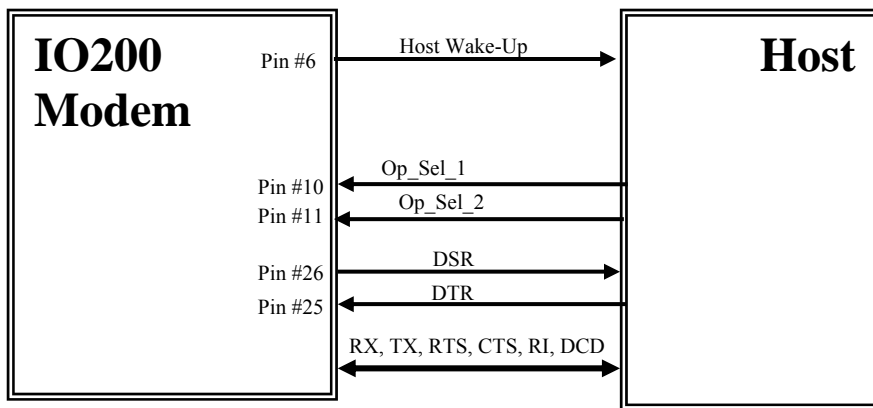 IO200
Modem
Host
Pin #6
Host Wake-Up
Pin #10
Op_Sel_1
Pin #11
Op_Sel_2
Pin #26
DSR
Pin #25
DTR
RX, TX, RTS, CTS, RI, DCD